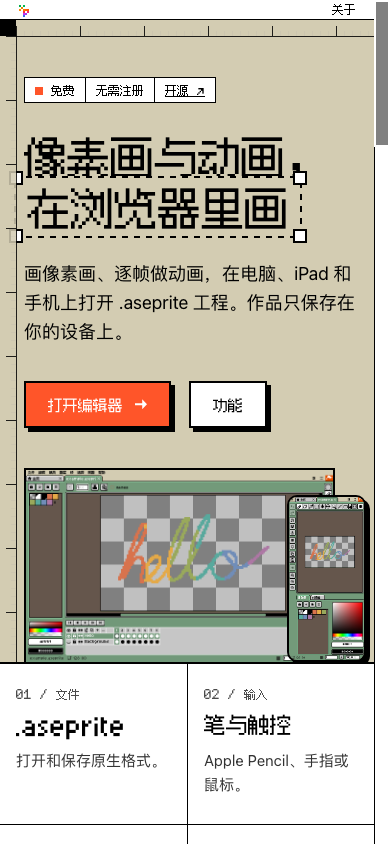 关于
免费 无需注册 开源 ↗
像素画与动画，
在浏览器里画
画像素画、逐帧做动画，在电脑、iPad 和
手机上打开 .aseprite 工程。作品只保存在
你的设备上。
打开编辑器 → 功能
hello
01 / 文件 02 / 输入
.aseprite 笔与触控
打开和保存原生格式。 Apple Pencil、手指或
鼠标。